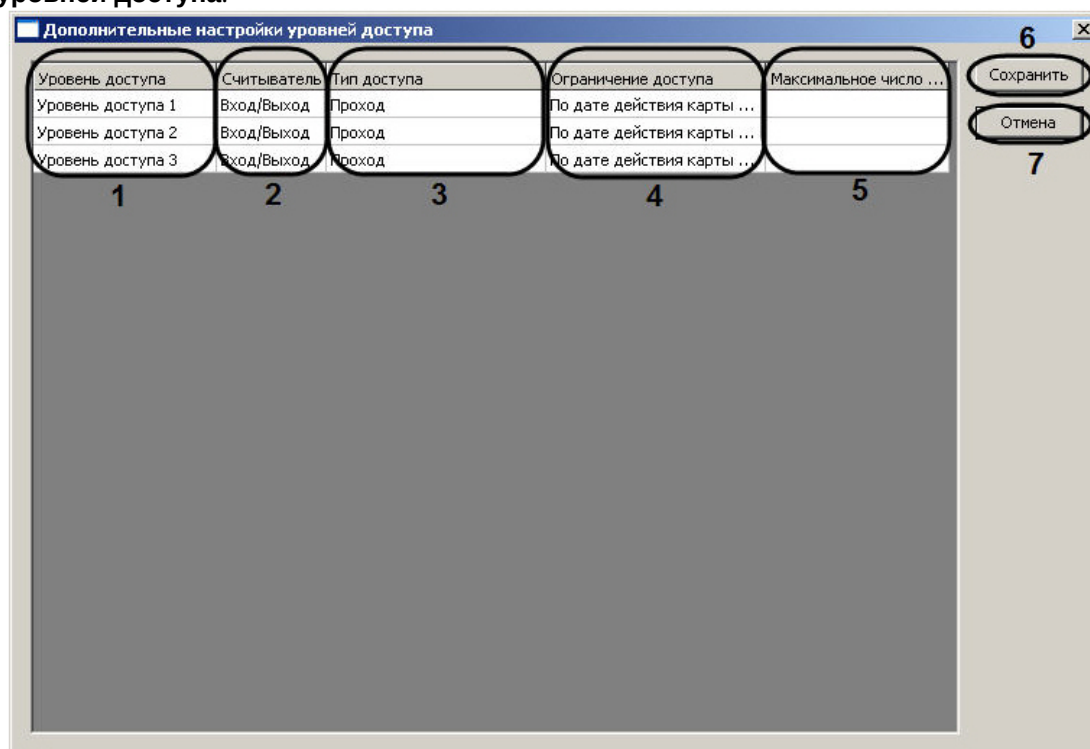 уровней доступа.
Дополнительные настройки уровней доступа
6
Уровень доступа Считыватель Тип доступа Ограничение доступа Максимальное число ... Сохранить
Уровень доступа 1 Вход/Выход Проход По дате действия карты ...
Уровень доступа 2 Вход/Выход Проход По дате действия карты ... Отмена
Уровень доступа 3 Вход/Выход Проход По дате действия карты ... 7
1 2 3 4 5